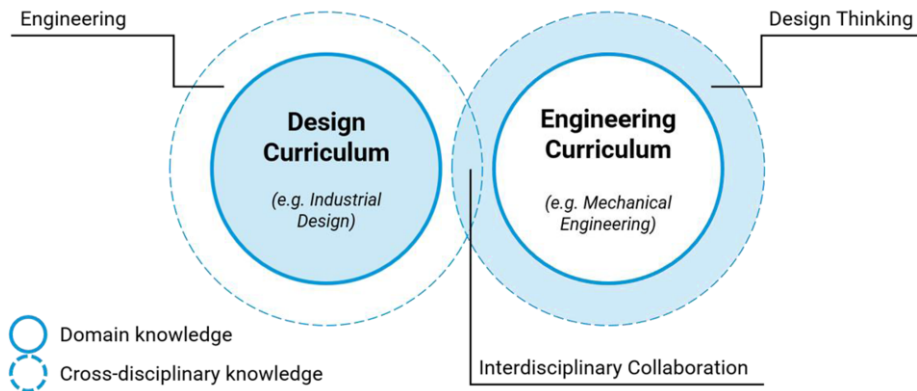 Engineering
Design Thinking
Design
Curriculum
(e.g. Industrial
Design)
Engineering
Curriculum
(e.g. Mechanical
Engineering)
Domain knowledge
Cross-disciplinary knowledge
Interdisciplinary Collaboration